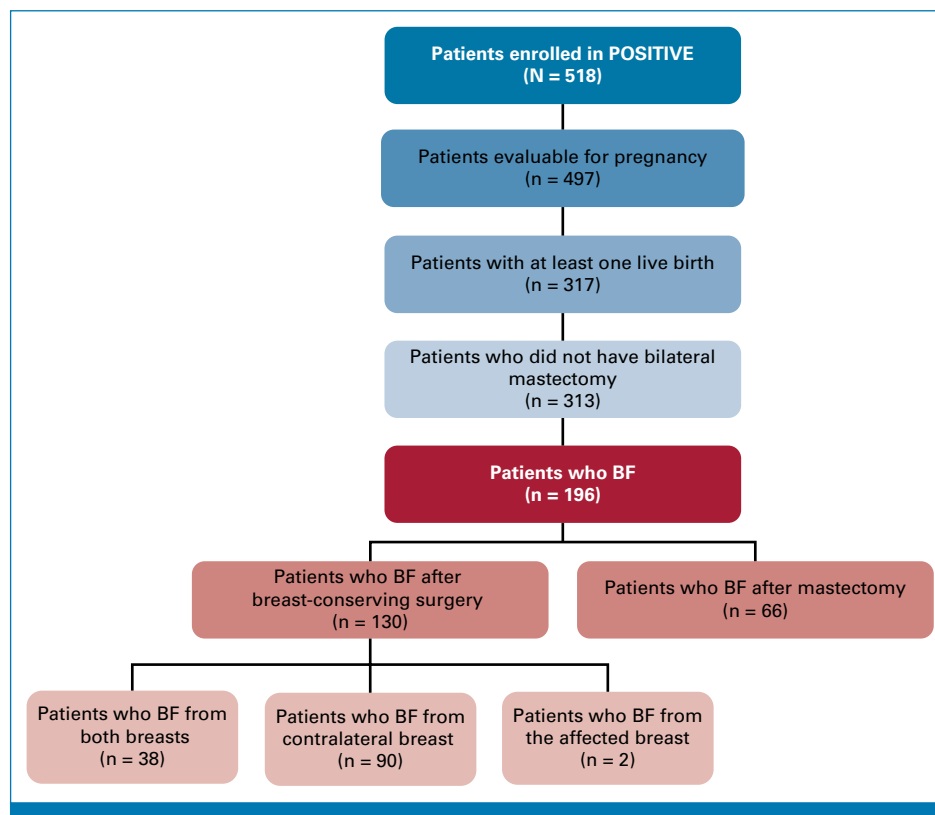 Patients enrolled in POSITIVE
(N = 518)
Patients evaluable for pregnancy
(n = 497)
Patients with at least one live birth
(n = 317)
Patients who did not have bilateral
mastectomy
(n = 313)
Patients who BF
(n = 196)
Patients who BF after
breast-conserving surgery
(n = 130)
Patients who BF after mastectomy
(n = 66)
Patients who BF from
both breasts
(n = 38)
Patients who BF from
contralateral breast
(n = 90)
Patients who BF from
the affected breast
(n = 2)